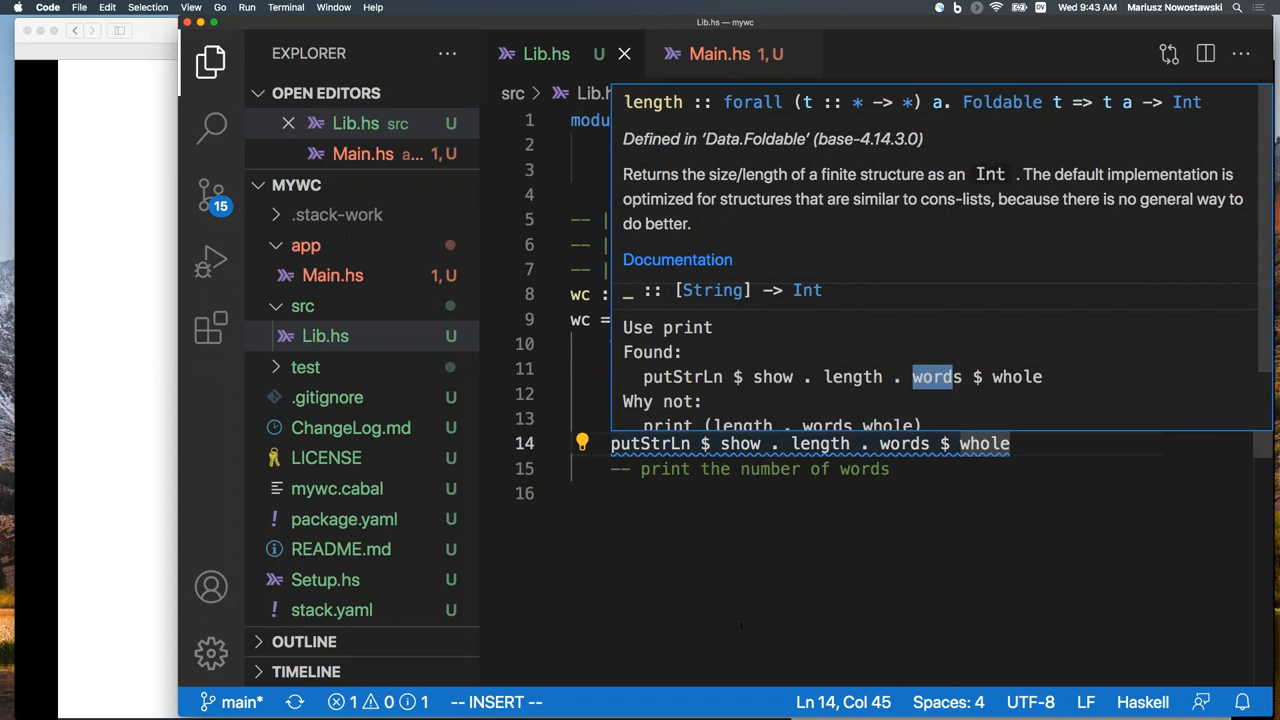 Code File Edit Selection View Go Run Terminal Window Help
Wed 9:43 AM Mariusz Nowostawski
Lib.hs — mywc
EXPLORER
Lib.hs U
Main.hs 1, U
OPEN EDITORS
Lib.hs src U
Main.hs a... 1, U
MYWC
.stack-work
app
Main.hs 1, U
src
Lib.hs U
test
.gitignore U
ChangeLog.md U
LICENSE U
mywc.cabal U
package.yaml U
README.md U
Setup.hs U
stack.yaml U
OUTLINE
TIMELINE
src > Lib.h
1 modu
2
3
4
5 -- |
6 -- |
7 -- |
8 wc :
9 wc =
10
11
12
13
length :: forall (t :: * -> *) a. Foldable t => t a -> Int
Defined in ‘Data.Foldable’ (base-4.14.3.0)
Returns the size/length of a finite structure as an Int . The default implementation is
optimized for structures that are similar to cons-lists, because there is no general way to
do better.
Documentation
_ :: [String] -> Int
Use print
Found:
putStrLn $ show . length . words $ whole
Why not:
print (length . words whole)
14 putStrLn $ show . length . words $ whole
15 -- print the number of words
16
15
main* 1 0 1 -- INSERT -- Ln 14, Col 45 Spaces: 4 UTF-8 LF Haskell